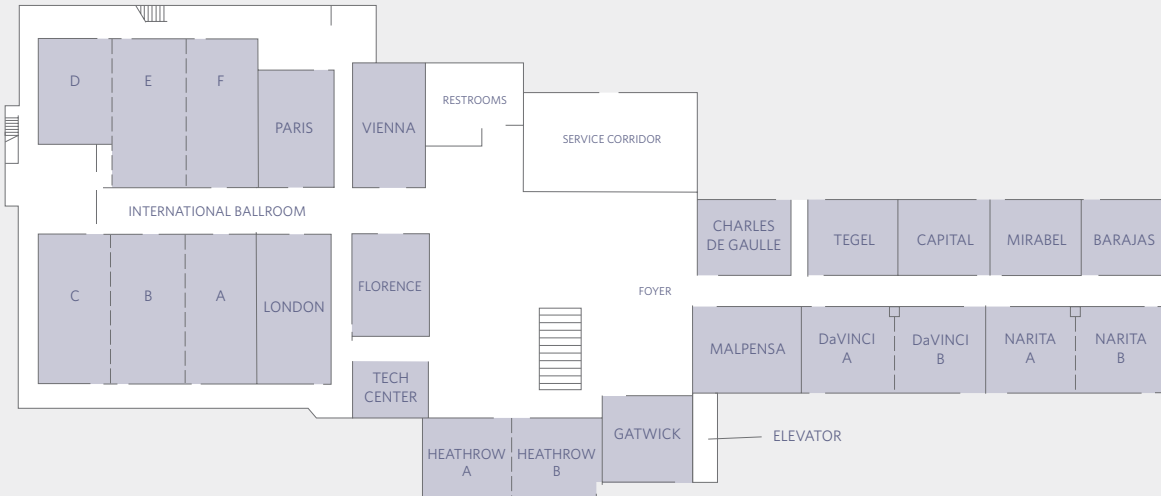 D
E
F
PARIS
VIENNA
RESTROOMS
SERVICE CORRIDOR
INTERNATIONAL BALLROOM
CHARLES
DE GAULLE
TEGEL
CAPITAL
MIRABEL
BARAJAS
C
B
A
LONDON
FLORENCE
FOYER
MALPENSA
DaVINCI
A
DaVINCI
B
NARITA
A
NARITA
B
TECH
CENTER
HEATHROW
A
HEATHROW
B
GATWICK
ELEVATOR